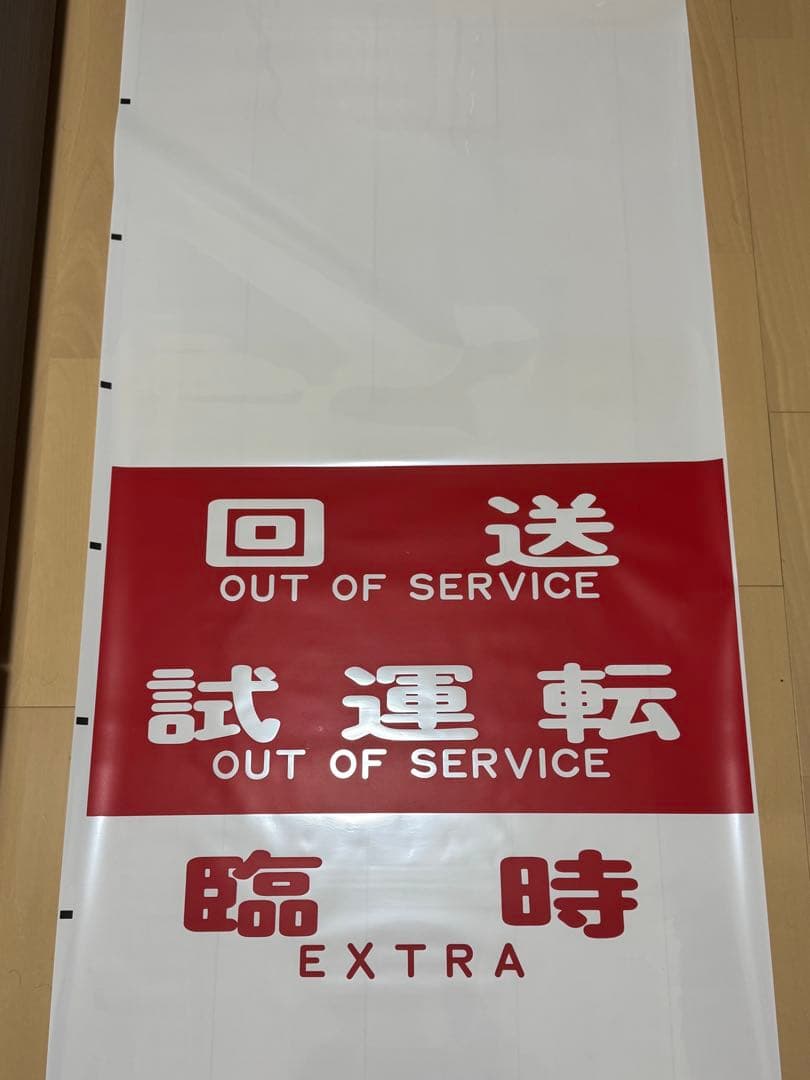 回送
OUT OF SERVICE
試運転
OUT OF SERVICE
臨時
EXTRA